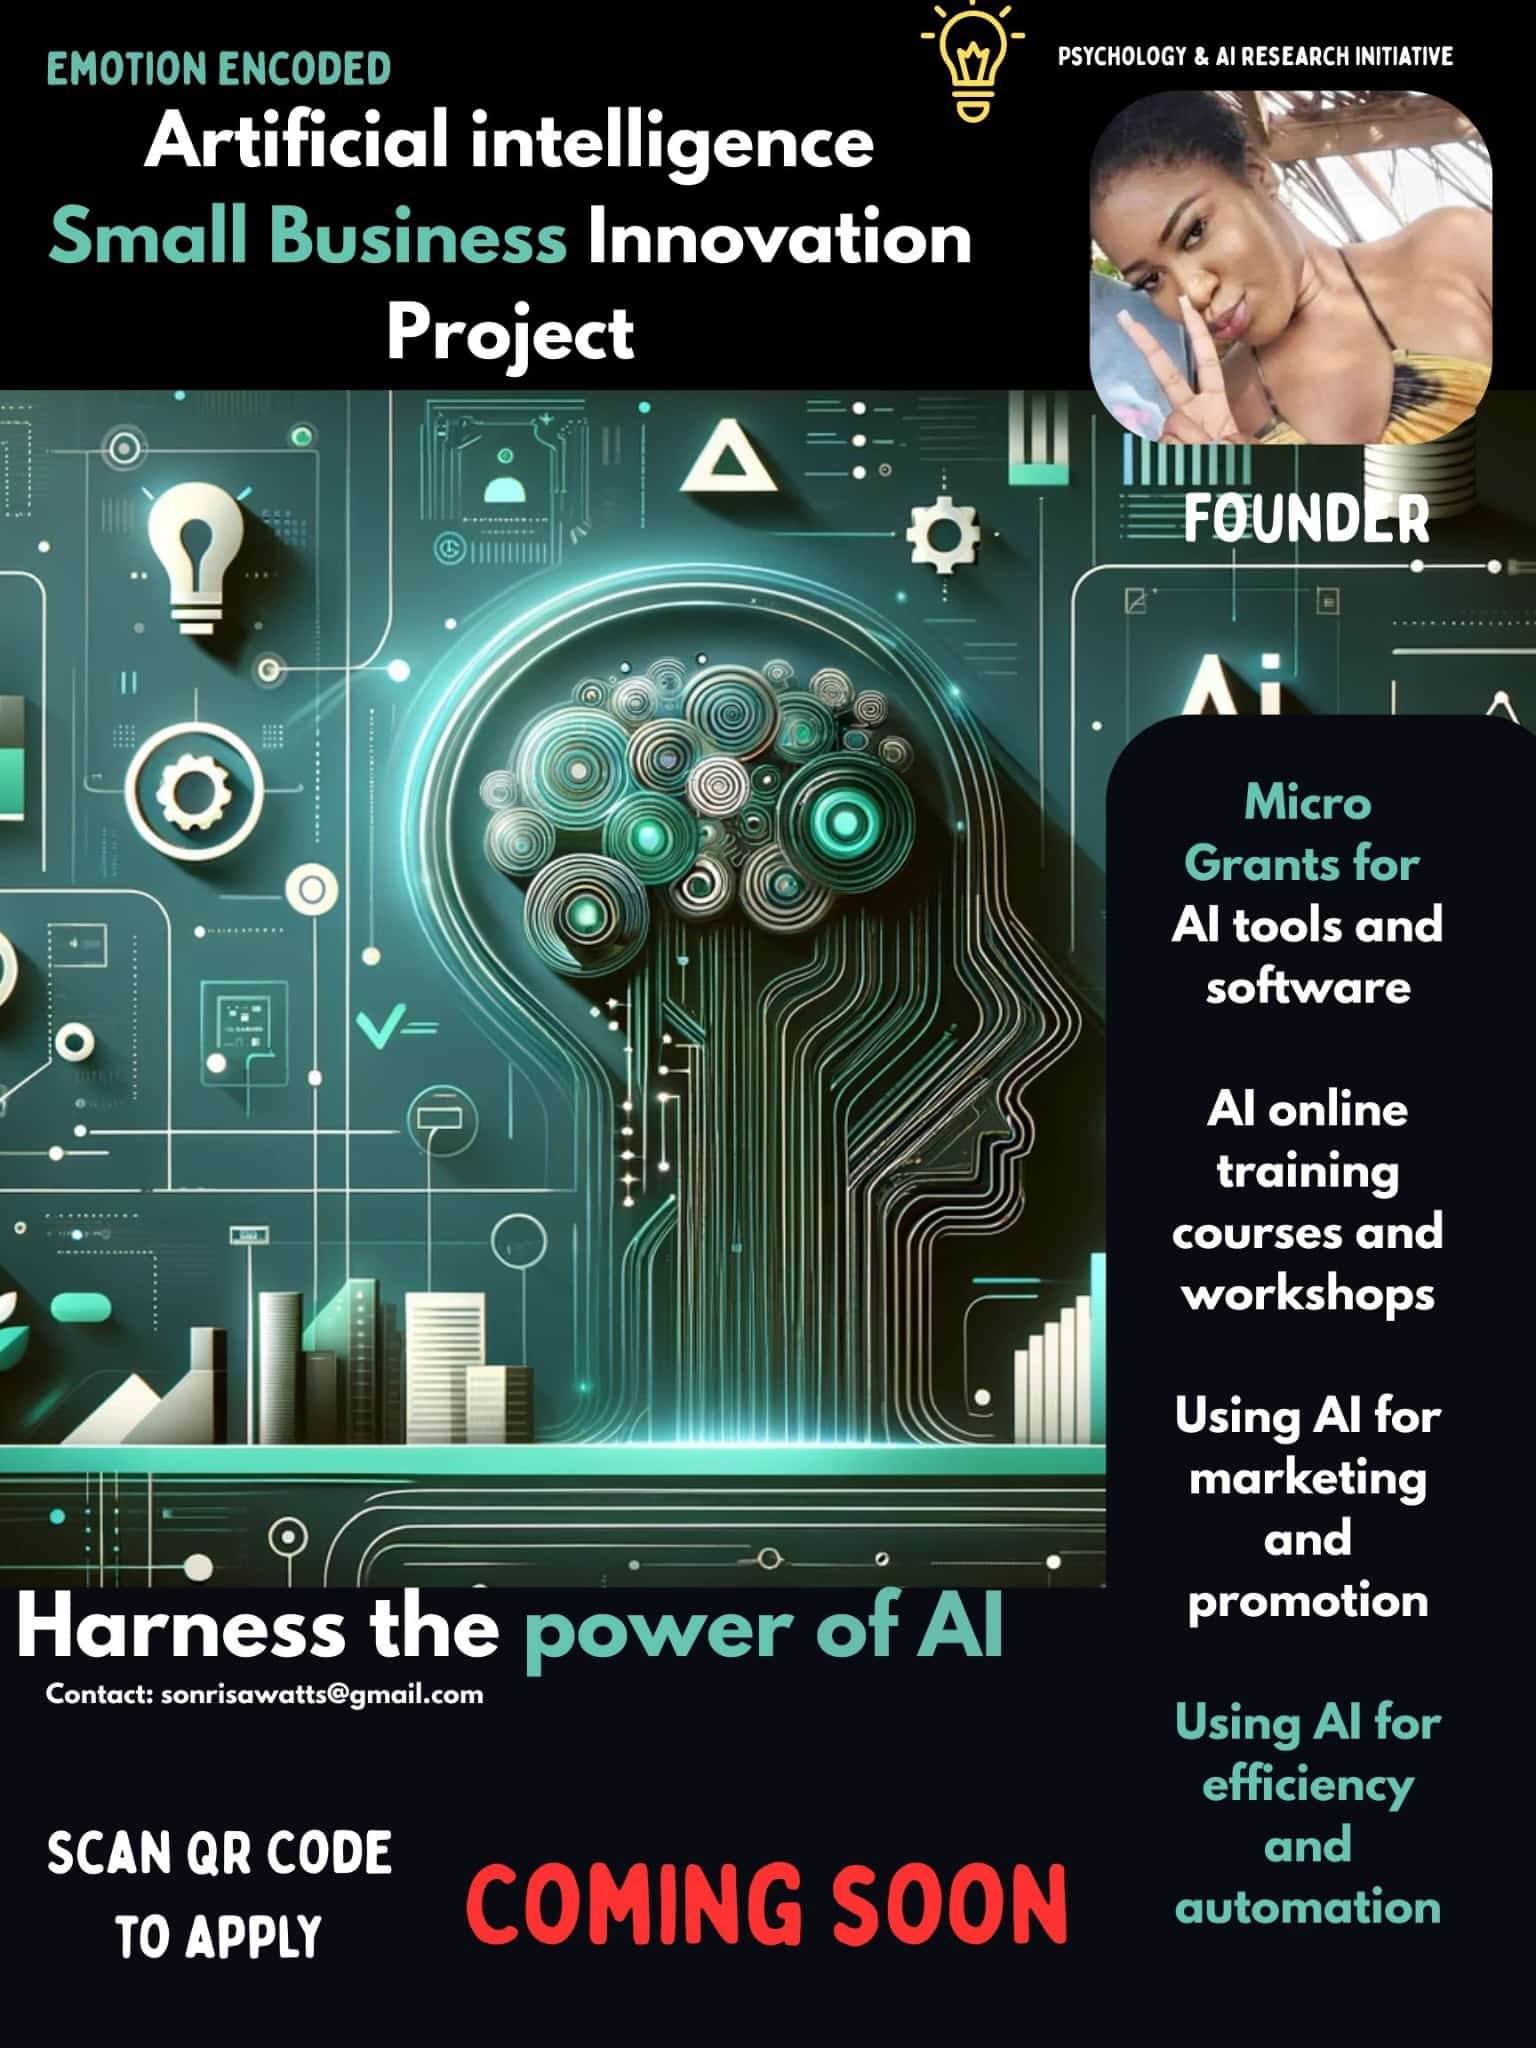 EMOTION ENCODED
PSYCHOLOGY & AI RESEARCH INITIATIVE
Artificial intelligence
Small Business Innovation
Project
FOUNDER
Ai
Micro
Grants for
AI tools and
software
AI online
training
courses and
workshops
Using AI for
marketing
and
promotion
Using AI for
efficiency
and
automation
Harness the power of AI
Contact: sonrisawatts@gmail.com
SCAN QR CODE
TO APPLY
COMING SOON